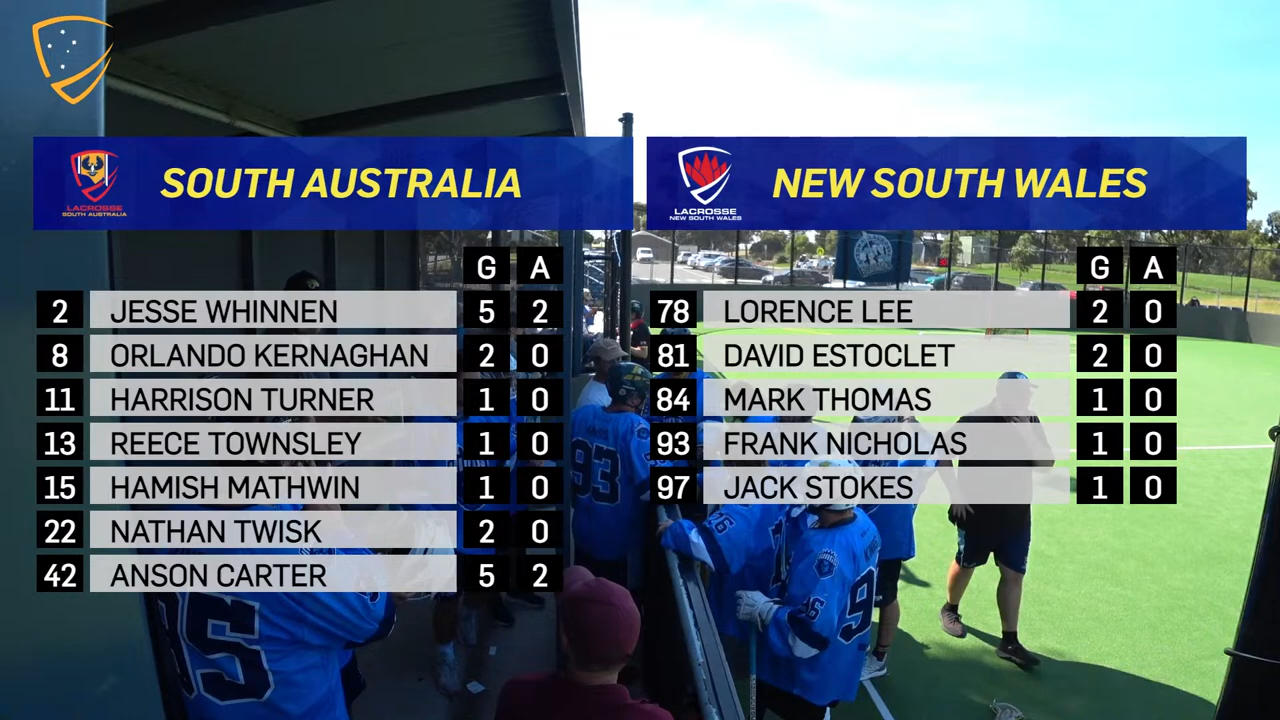 SOUTH AUSTRALIA
LACROSSE
SOUTH AUSTRALIA
G A
2 JESSE WHINNEN 5 2
8 ORLANDO KERNAGHAN 2 0
11 HARRISON TURNER 1 0
13 REECE TOWNSLEY 1 0
15 HAMISH MATHWIN 1 0
22 NATHAN TWISK 2 0
42 ANSON CARTER 5 2
NEW SOUTH WALES
LACROSSE
NEW SOUTH WALES
G A
78 LORENCE LEE 2 0
81 DAVID ESTOCLET 2 0
84 MARK THOMAS 1 0
93 FRANK NICHOLAS 1 0
97 JACK STOKES 1 0
93